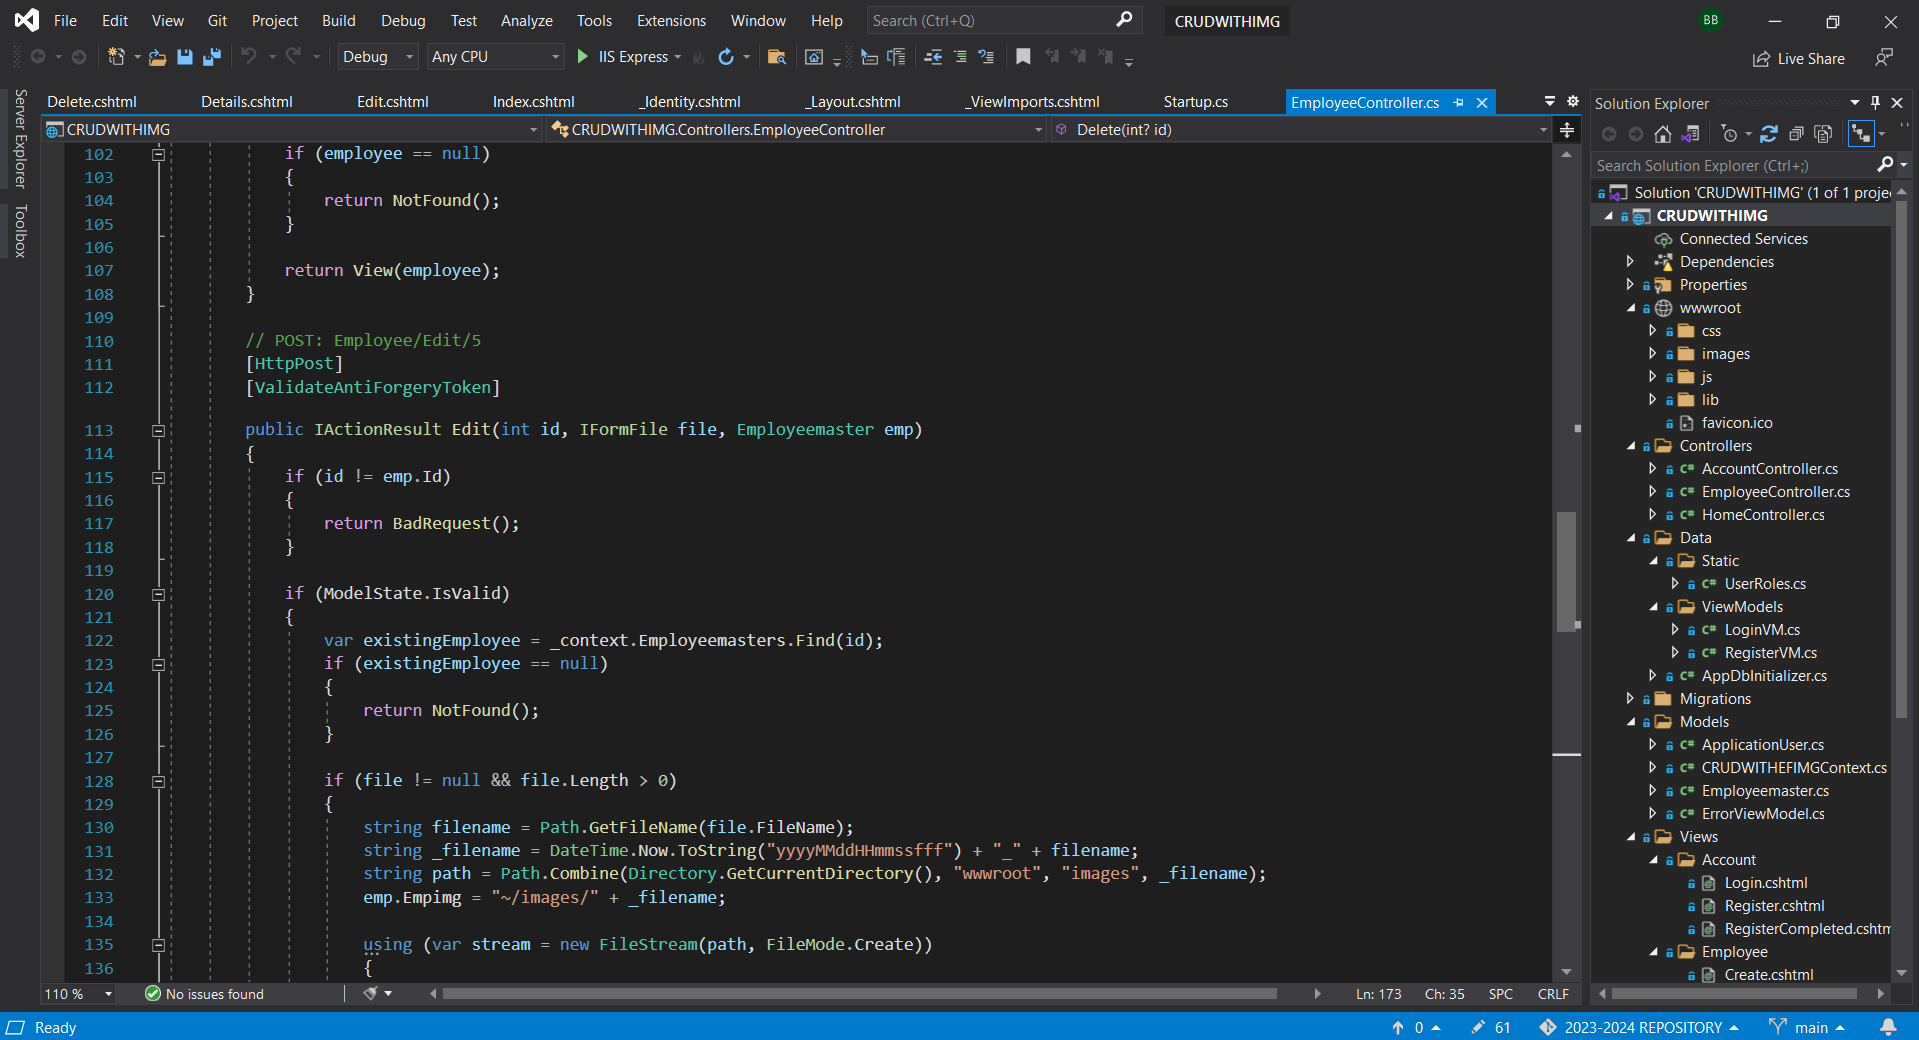 File Edit View Git Project Build Debug Test Analyze Tools Extensions Window Help Search (Ctrl+Q) CRUDWITHIMG BB
Debug Any CPU IIS Express Live Share
Server Explorer
Toolbox
Delete.cshtml Details.cshtml Edit.cshtml Index.cshtml _Identity.cshtml _Layout.cshtml _ViewImports.cshtml Startup.cs EmployeeController.cs
CRUDWITHIMG CRUDWITHIMG.Controllers.EmployeeController Delete(int? id)
102 if (employee == null)
103 {
104 return NotFound();
105 }
106
107 return View(employee);
108 }
109
110 // POST: Employee/Edit/5
111 [HttpPost]
112 [ValidateAntiForgeryToken]
113 public IActionResult Edit(int id, IFormFile file, Employeemaster emp)
114 {
115 if (id != emp.Id)
116 {
117 return BadRequest();
118 }
119
120 if (ModelState.IsValid)
121 {
122 var existingEmployee = _context.Employeemasters.Find(id);
123 if (existingEmployee == null)
124 {
125 return NotFound();
126 }
127
128 if (file != null && file.Length > 0)
129 {
130 string filename = Path.GetFileName(file.FileName);
131 string _filename = DateTime.Now.ToString("yyyyMMddHHmmssfff") + "_" + filename;
132 string path = Path.Combine(Directory.GetCurrentDirectory(), "wwwroot", "images", _filename);
133 emp.Empimg = "~/images/" + _filename;
134
135 using (var stream = new FileStream(path, FileMode.Create))
136 {
110 % No issues found Ln: 173 Ch: 35 SPC CRLF
Solution Explorer
Search Solution Explorer (Ctrl+;)
Solution 'CRUDWITHIMG' (1 of 1 proje
CRUDWITHIMG
Connected Services
Dependencies
Properties
wwwroot
css
images
js
lib
favicon.ico
Controllers
C# AccountController.cs
C# EmployeeController.cs
C# HomeController.cs
Data
Static
C# UserRoles.cs
ViewModels
C# LoginVM.cs
C# RegisterVM.cs
C# AppDbInitializer.cs
Migrations
Models
C# ApplicationUser.cs
C# CRUDWITHEFIMGContext.cs
C# Employeemaster.cs
C# ErrorViewModel.cs
Views
Account
Login.cshtml
Register.cshtml
RegisterCompleted.cshtm
Employee
Create.cshtml
Ready 0 61 2023-2024 REPOSITORY main